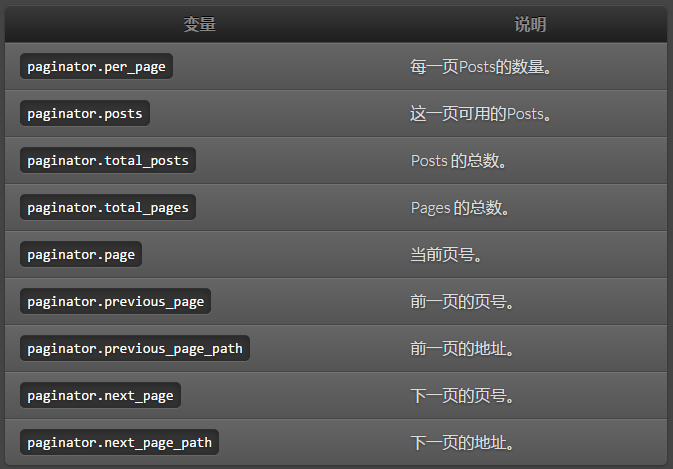 变量 说明
paginator.per_page 每一页Posts的数量。
paginator.posts 这一页可用的Posts。
paginator.total_posts Posts 的总数。
paginator.total_pages Pages 的总数。
paginator.page 当前页号。
paginator.previous_page 前一页的页号。
paginator.previous_page_path 前一页的地址。
paginator.next_page 下一页的页号。
paginator.next_page_path 下一页的地址。